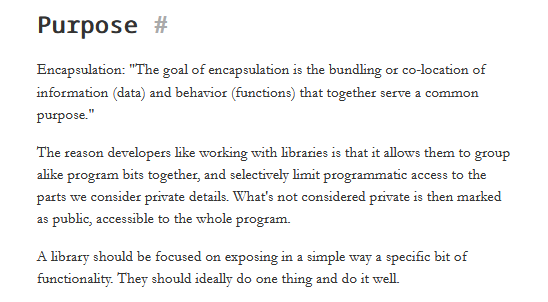 Purpose #
Encapsulation: "The goal of encapsulation is the bundling or co-location of
information (data) and behavior (functions) that together serve a common
purpose."
The reason developers like working with libraries is that it allows them to group
alike program bits together, and selectively limit programmatic access to the
parts we consider private details. What's not considered private is then marked
as public, accessible to the whole program.
A library should be focused on exposing in a simple way a specific bit of
functionality. They should ideally do one thing and do it well.